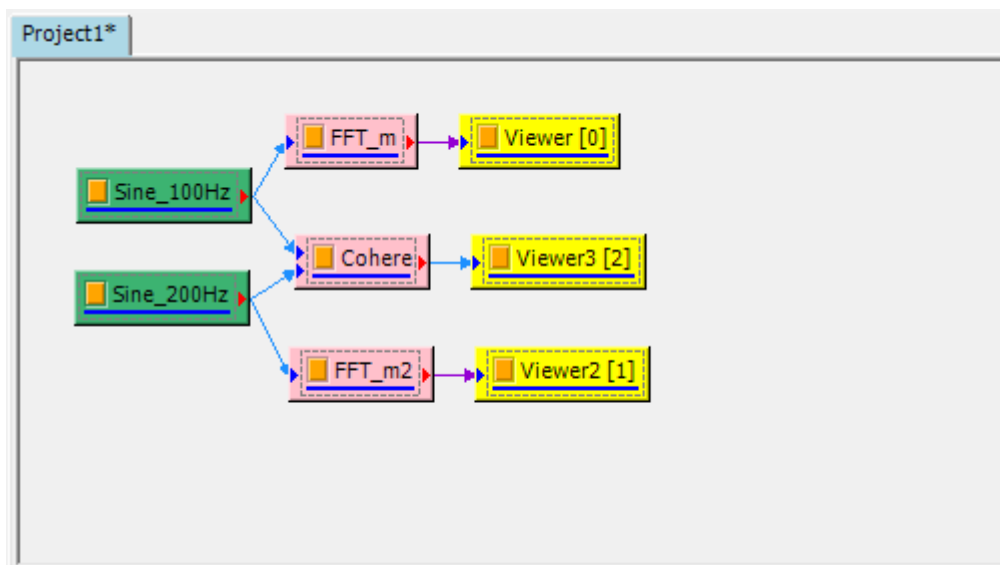 Project1*
FFT_m
Viewer [0]
Sine_100Hz
Cohere
Viewer3 [2]
Sine_200Hz
FFT_m2
Viewer2 [1]